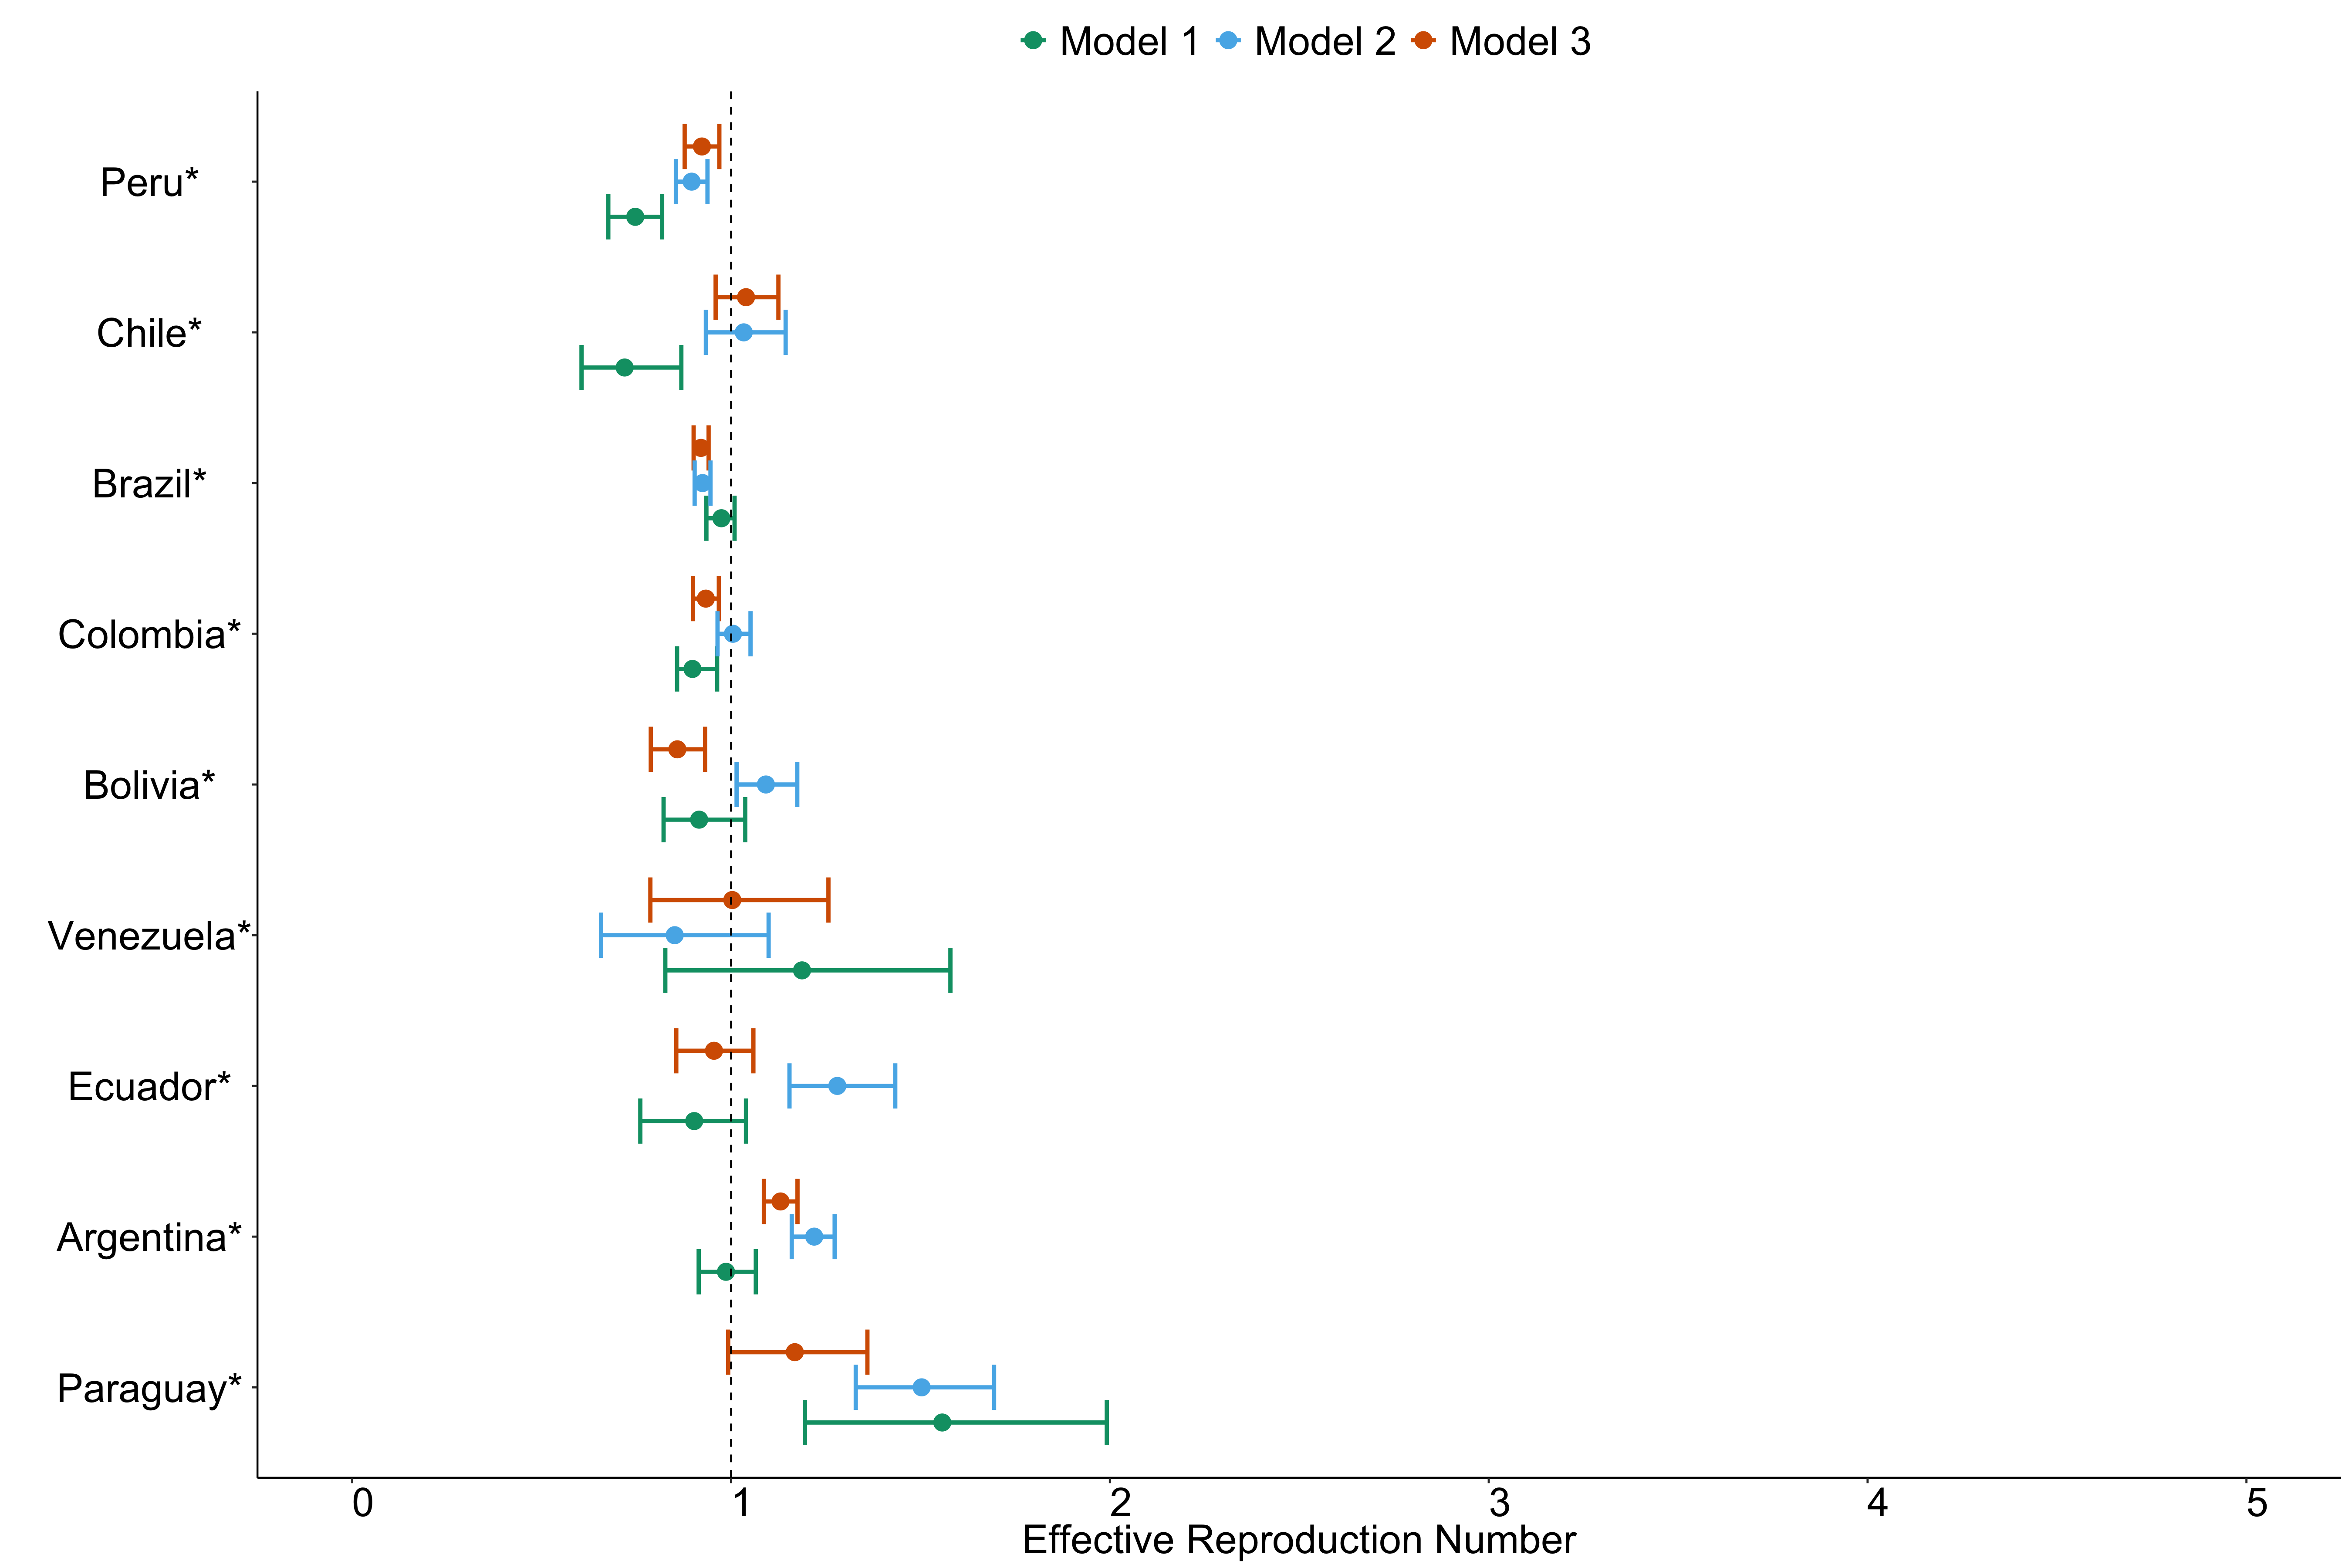 Model 1 Model 2 Model 3
Peru*
Chile*
Brazil*
Colombia*
Bolivia*
Venezuela*
Ecuador*
Argentina*
Paraguay*
0 1 2 3 4 5
Effective Reproduction Number